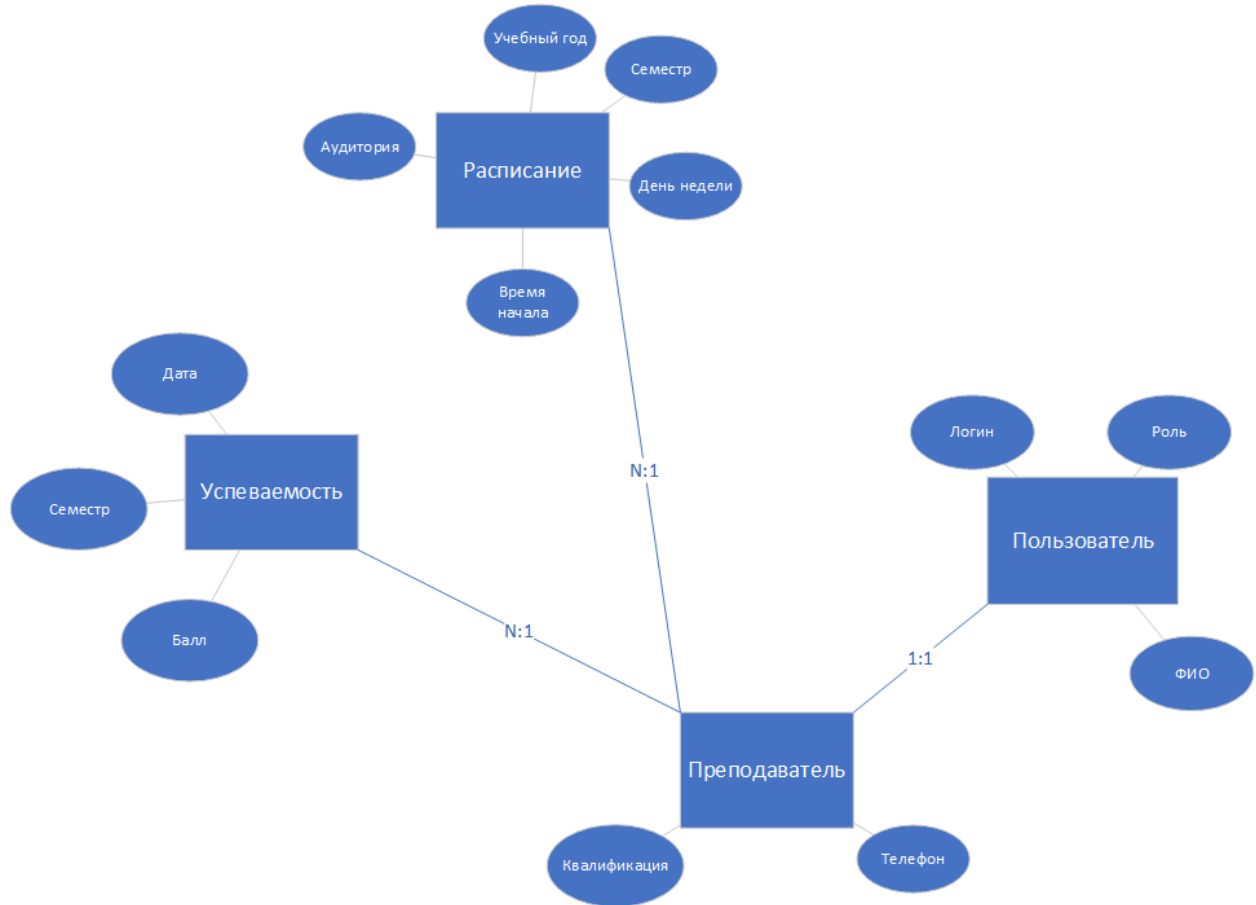 Учебный год
Семестр
Аудитория
Расписание
День недели
Время
начала
Дата
Логин
Роль
N:1
Успеваемость
Семестр
Пользователь
N:1
Балл
1:1
ФИО
Преподаватель
Квалификация
Телефон